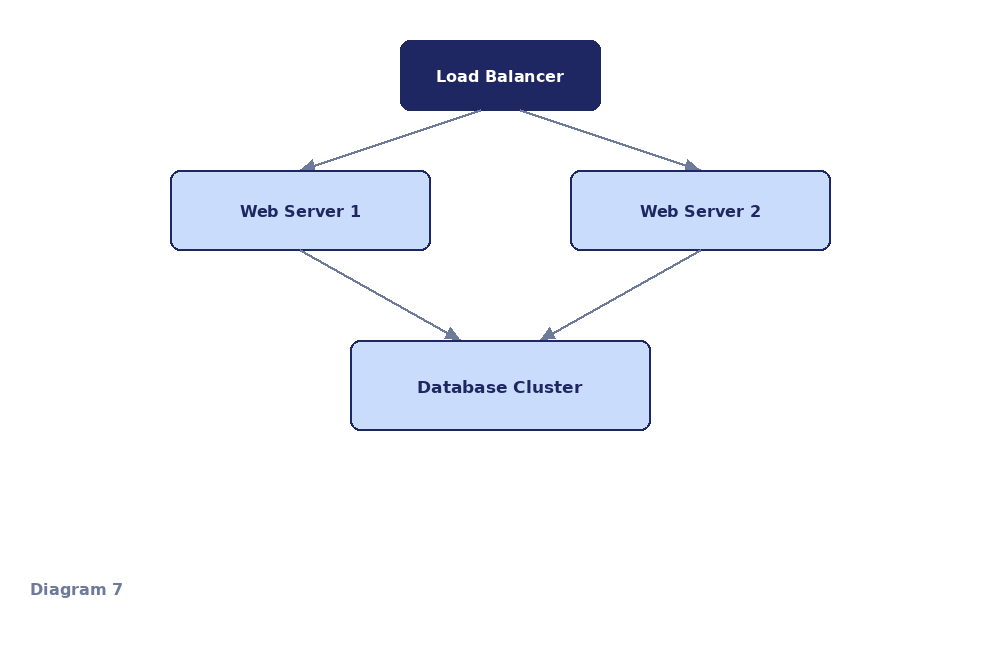 Load Balancer
Web Server 1
Web Server 2
Database Cluster
Diagram 7